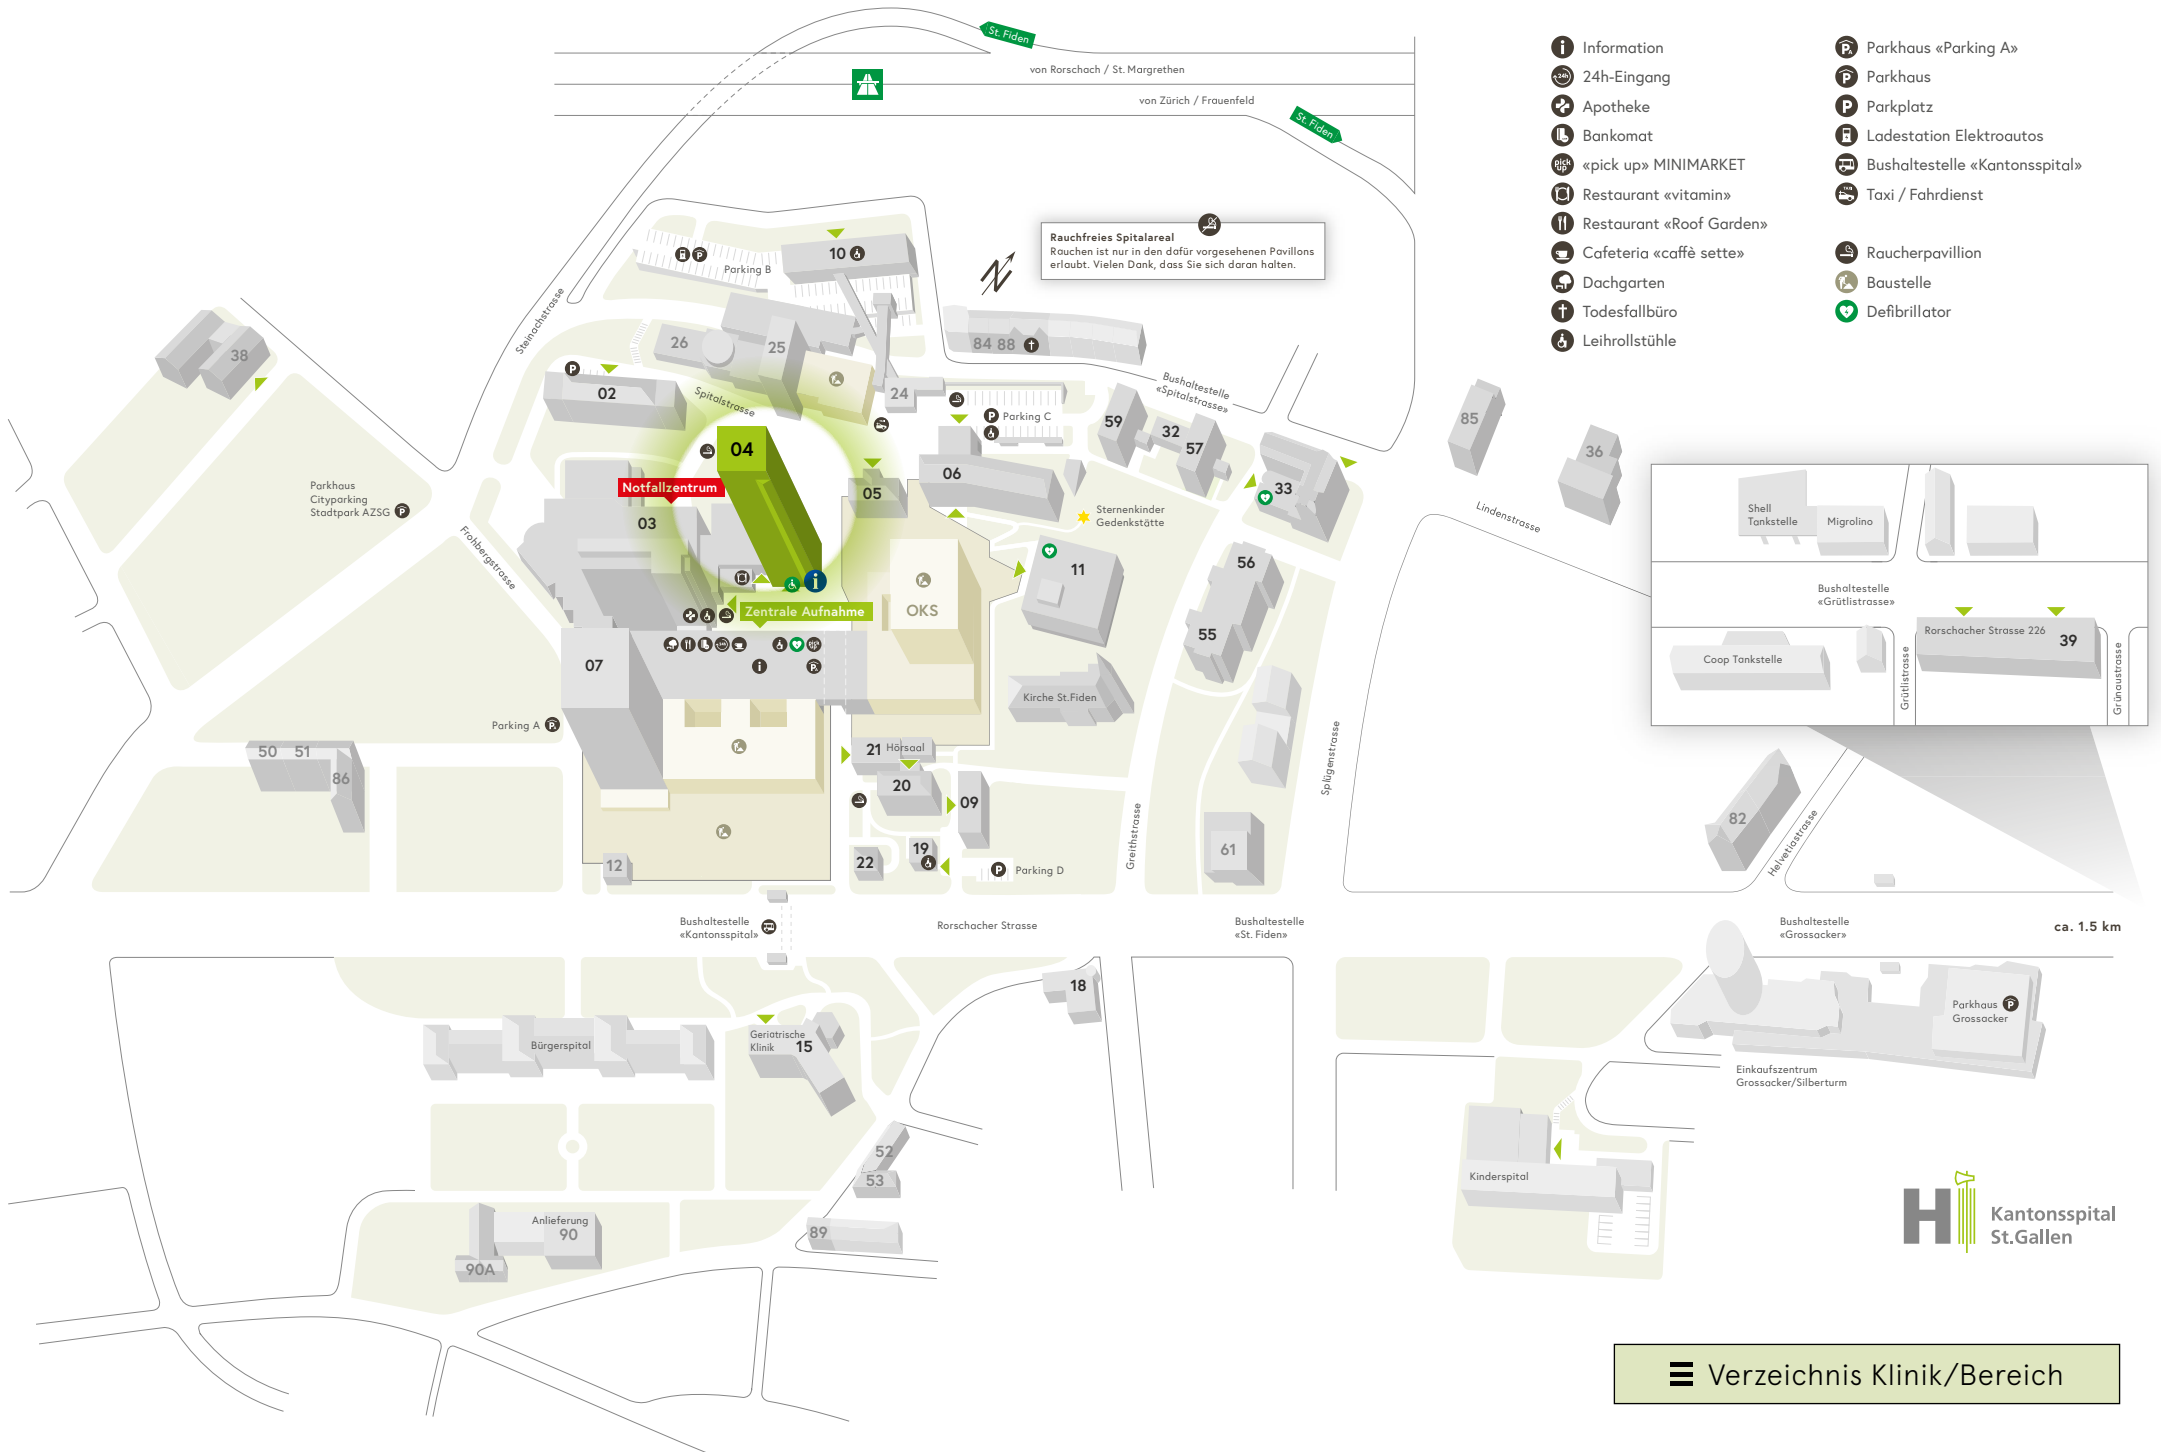 St. Fiden
von Rorschach / St. Margrethen
von Zürich / Frauenfeld
St. Fiden
Information
24h-Eingang
Apotheke
Bankomat
«pick up» MINIMARKET
Restaurant «vitamin»
Restaurant «Roof Garden»
Cafeteria «caffè sette»
Dachgarten
Todesfallbüro
Leihrollstühle
Parkhaus «Parking A»
Parkhaus
Parkplatz
Ladestation Elektroautos
Bushaltestelle «Kantonsspital»
Taxi / Fahrdienst
Raucherpavillion
Baustelle
Defibrillator
Rauchfreies Spitalareal
Rauchen ist nur in den dafür vorgesehenen Pavillons
erlaubt. Vielen Dank, dass Sie sich daran halten.
N
10
Parking B
Steinachstrasse
38
26
25
84 88
02
Spitalstrasse
24
Bushaltestelle
«Spitalstrasse»
Parking C
59
32
57
85
36
04
Notfallzentrum
03
05
06
33
Parkhaus
Cityparking
Stadtpark AZSG
Frohbergstrasse
Sternenkinder
Gedenkstätte
Lindenstrasse
Shell
Tankstelle
Migrolino
11
56
55
OKS
Zentrale Aufnahme
07
Bushaltestelle
«Grütlistrasse»
Rorschacher Strasse 226
39
Coop Tankstelle
Grütlistrasse
Grünaustrasse
Kirche St.Fiden
Parking A
50 51
86
21 Hörsaal
20
09
Splügenstrasse
Greithstrasse
82
Helvetiastrasse
12
22
19
Parking D
61
Bushaltestelle
«Kantonsspital»
Rorschacher Strasse
Bushaltestelle
«St. Fiden»
Bushaltestelle
«Grossacker»
ca. 1.5 km
18
Parkhaus
Grossacker
Bürgerspital
Geriatrische
Klinik 15
Einkaufszentrum
Grossacker/Silberturm
52
53
Kinderspital
89
Anlieferung
90
90A
Kantonsspital
St.Gallen
Verzeichnis Klinik/Bereich